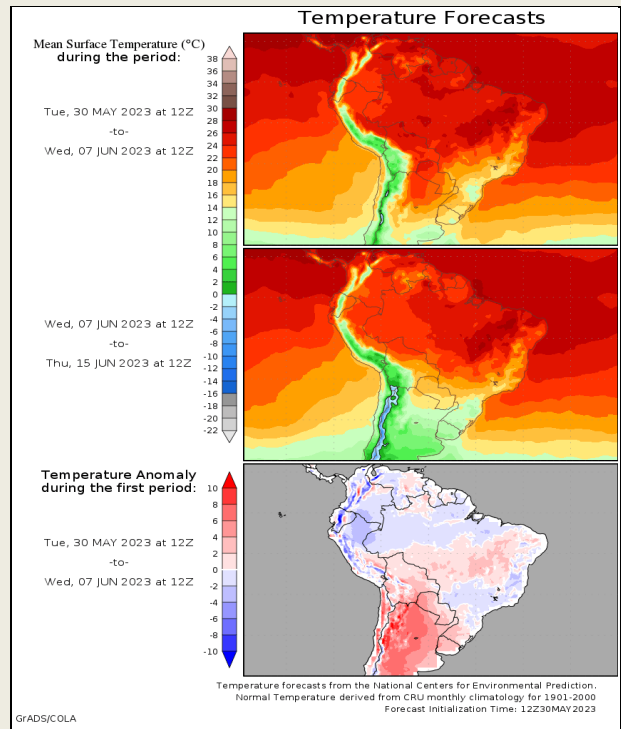 Temperature Forecasts
Mean Surface Temperature (°C)
during the period:
Tue, 30 MAY 2023 at 12Z
-to-
Wed, 07 JUN 2023 at 12Z
38
36
34
32
30
28
26
24
22
20
18
16
14
12
10
8
6
4
2
0
-2
-4
-6
-8
-10
-12
-14
-16
-18
-20
-22
Wed, 07 JUN 2023 at 12Z
-to-
Thu, 15 JUN 2023 at 12Z
Temperature Anomaly
during the first period:
Tue, 30 MAY 2023 at 12Z
-to-
Wed, 07 JUN 2023 at 12Z
10
8
6
4
2
0
-2
-4
-6
-8
-10
Temperature forecasts from the National Centers for Environmental Prediction.
Normal Temperature derived from CRU monthly climatology for 1901-2000
Forecast Initialization Time: 12Z30MAY2023
GrADS/COLA